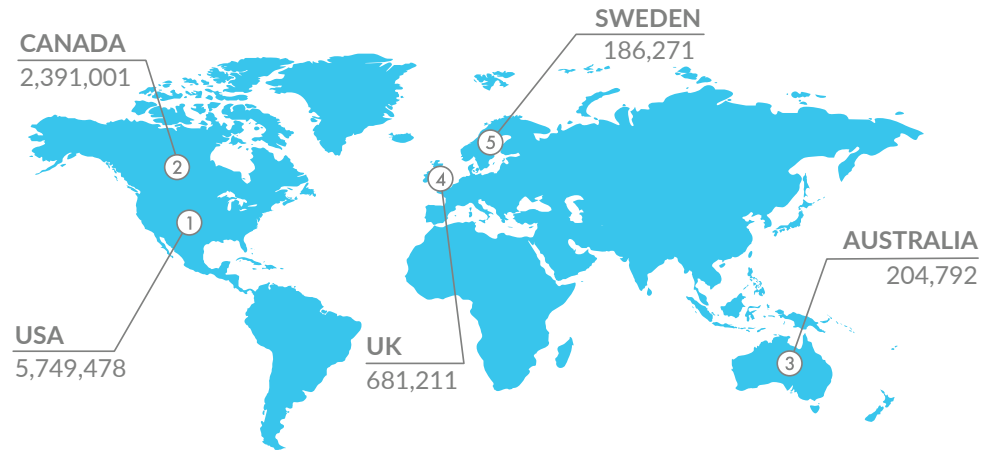 SWEDEN
186,271
CANADA
2,391,001
5
2
4
1
AUSTRALIA
204,792
USA
5,749,478
UK
681,211
3